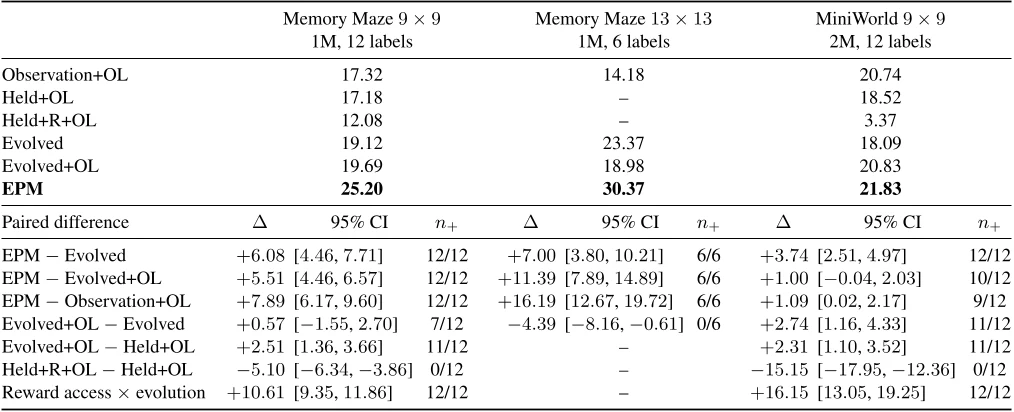 Memory Maze 9 × 9 Memory Maze 13 × 13 MiniWorld 9 × 9
1M, 12 labels 1M, 6 labels 2M, 12 labels
Observation+OL 17.32 14.18 20.74
Held+OL 17.18 – 18.52
Held+R+OL 12.08 – 3.37
Evolved 19.12 23.37 18.09
Evolved+OL 19.69 18.98 20.83
EPM 25.20 30.37 21.83
Paired difference Δ 95% CI n+ Δ 95% CI n+ Δ 95% CI n+
EPM − Evolved +6.08 [4.46, 7.71] 12/12 +7.00 [3.80, 10.21] 6/6 +3.74 [2.51, 4.97] 12/12
EPM − Evolved+OL +5.51 [4.46, 6.57] 12/12 +11.39 [7.89, 14.89] 6/6 +1.00 [−0.04, 2.03] 10/12
EPM − Observation+OL +7.89 [6.17, 9.60] 12/12 +16.19 [12.67, 19.72] 6/6 +1.09 [0.02, 2.17] 9/12
Evolved+OL − Evolved +0.57 [−1.55, 2.70] 7/12 −4.39 [−8.16, −0.61] 0/6 +2.74 [1.16, 4.33] 11/12
Evolved+OL − Held+OL +2.51 [1.36, 3.66] 11/12 – +2.31 [1.10, 3.52] 11/12
Held+R+OL − Held+OL −5.10 [−6.34, −3.86] 0/12 – −15.15 [−17.95, −12.36] 0/12
Reward access × evolution +10.61 [9.35, 11.86] 12/12 – +16.15 [13.05, 19.25] 12/12